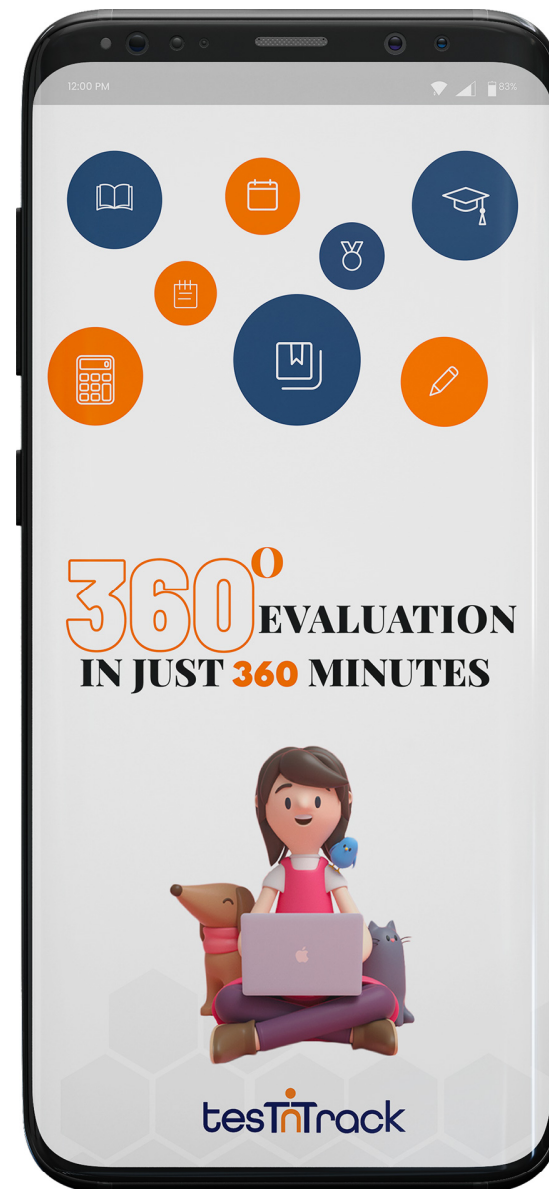 12:00 PM
83%
360°
EVALUATION
IN JUST 360 MINUTES
tesTnTrack